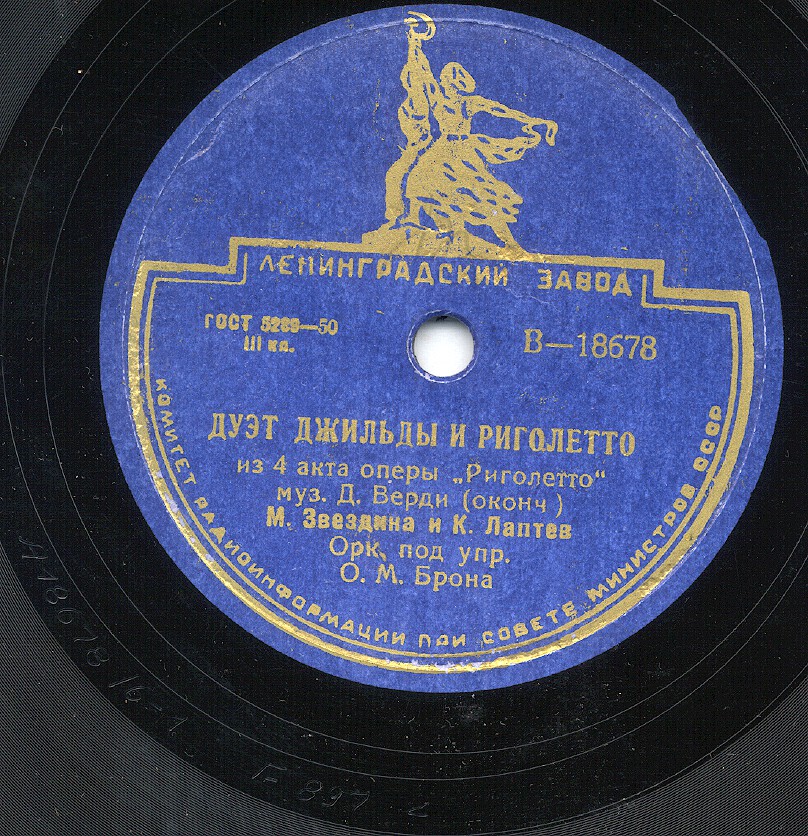 ЛЕНИНГРАДСКИЙ ЗАВОД
ГОСТ 5289—50
III кл.
В—18678
ДУЭТ ДЖИЛЬДЫ И РИГОЛЕТТО
из 4 акта оперы „Риголетто“
муз. Д. Верди (оконч)
М. Звездина и К. Лаптев
Орк. под упр.
О. М. Брона
КОМИТЕТ РАДИОИНФОРМАЦИИ ПРИ СОВЕТЕ МИНИСТРОВ СССР
18678